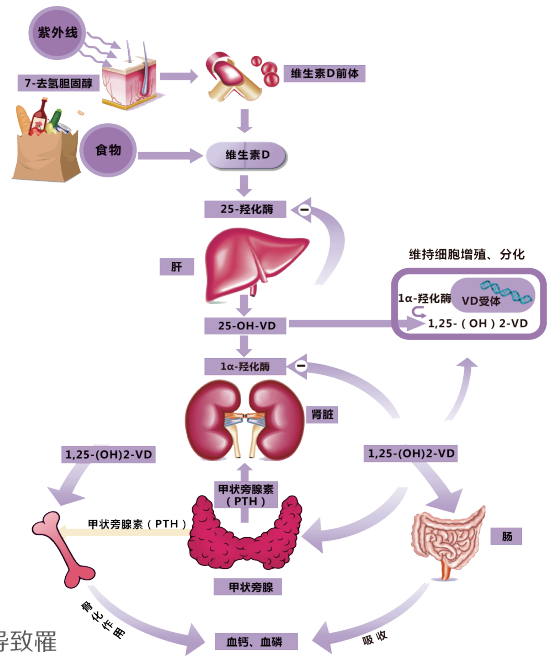 紫外线
7-去氢胆固醇
维生素D前体
食物
维生素D
25-羟化酶
肝
维持细胞增殖、分化
1α-羟化酶
VD受体
1,25-（OH）2-VD
25-OH-VD
1α-羟化酶
肾脏
1,25-(OH)2-VD
1,25-(OH)2-VD
甲状旁腺素
（PTH）
甲状旁腺素（PTH）
肠
甲状旁腺
骨化作用
吸收
血钙、血磷
导致罹